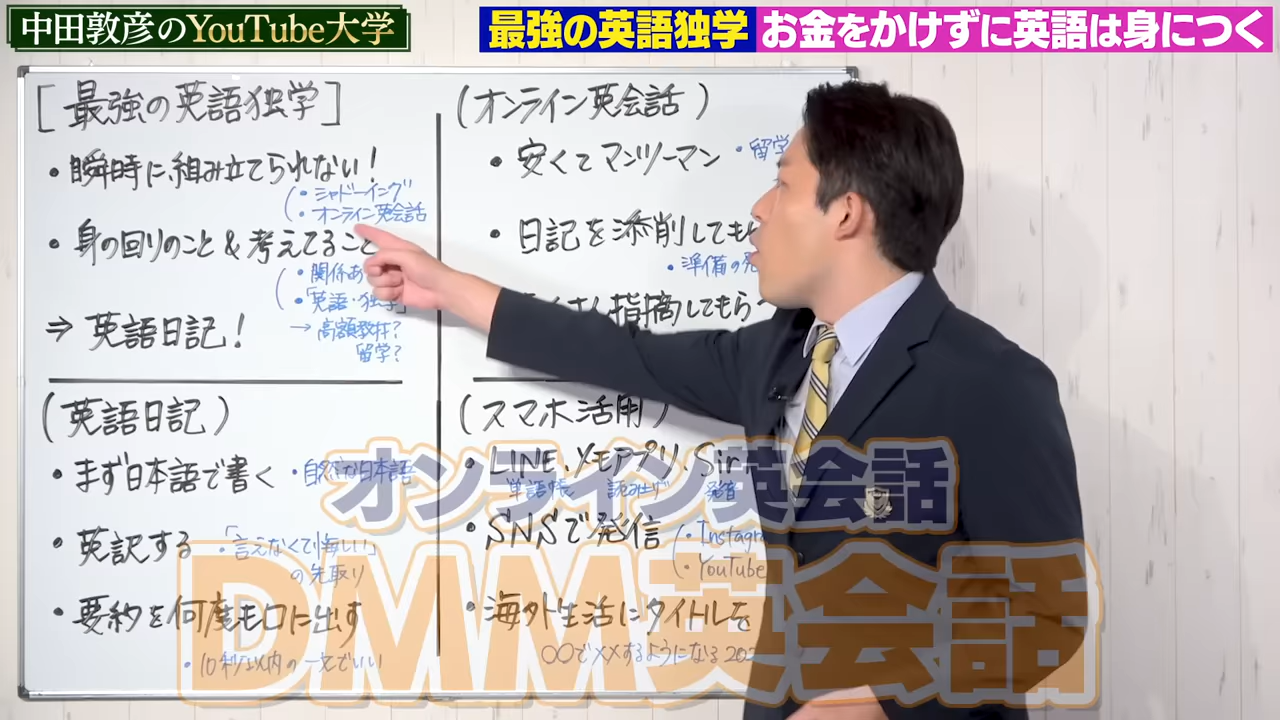 中田敦彦のYouTube大学
最強の英語独学 お金をかけずに英語は身につく
[最強の英語独学]
・瞬時に組み立てられない!
・シャドーイング
・オンライン英会話
・身の回りのこと & 考えてること
・関係あ
・「英語・独学」
→ 高額教材?
留学?
⇒ 英語日記!
(英語日記)
・まず日本語で書く ・自然な日本語
・英訳する ・「言えなくて悔しい」
の先取り
・要約を何度も口に出す
・10秒以内の一文でいい
(オンライン英会話)
・安くてマンツーマン ・留学
・日記を添削しても
・準備の発
くさん指摘してもらう
(スマホ活用)
・LINE、メモアプリ、Sir
単語帳 読み上げ 発音
・SNSで発信 ・Instagra
・YouTube
・海外生活にタイトルを
○○で××するようになる 202
オンライン英会話
DMM英会話